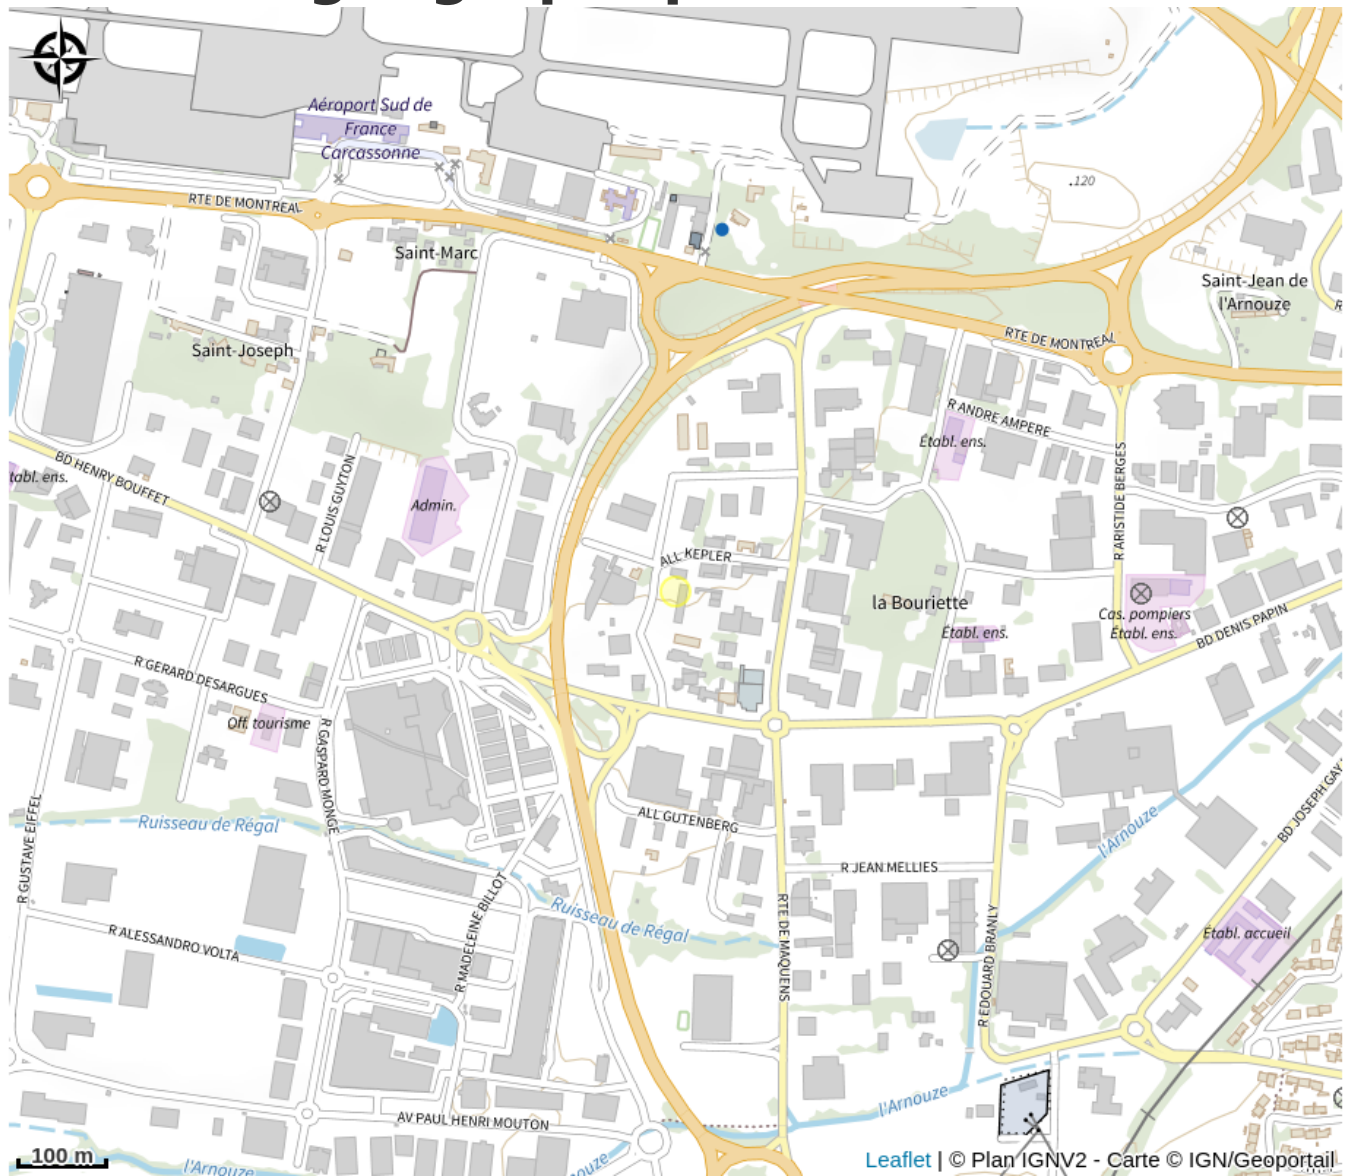 Aéroport Sud de
France
Carcassonne
.120
RTE DE MONTREAL
Saint-Marc
Saint-Jean de
l'Arnouze
RTE DE MONTREAL
Saint-Joseph
R ANDRE AMPERE
Établ. ens.
BD HENRY BOUFFET
R LOUIS GUYTON
Admin.
R ARISTIDE BERGES
ALL KEPLER
la Bouriette
Cas. pompiers
Établ. ens.
Établ. ens.
BD DENIS PAPIN
R GERARD DESARGUES
Off. tourisme
R GASPARD MONGE
R GUSTAVE EIFFEL
Ruisseau de Régal
ALL GUTENBERG
l'Arnouze
BD JOSEPH GAY
R JEAN MELLIES
R MADELEINE BILLOT
Ruisseau de Régal
RTE DE MAQUENS
R EDOUARD BRANLY
Établ. accueil
R ALESSANDRO VOLTA
l'Arnouze
AV PAUL HENRI MOUTON
100 m
l'Arnouze
Leaflet | © Plan IGNV2 - Carte © IGN/Geoportail